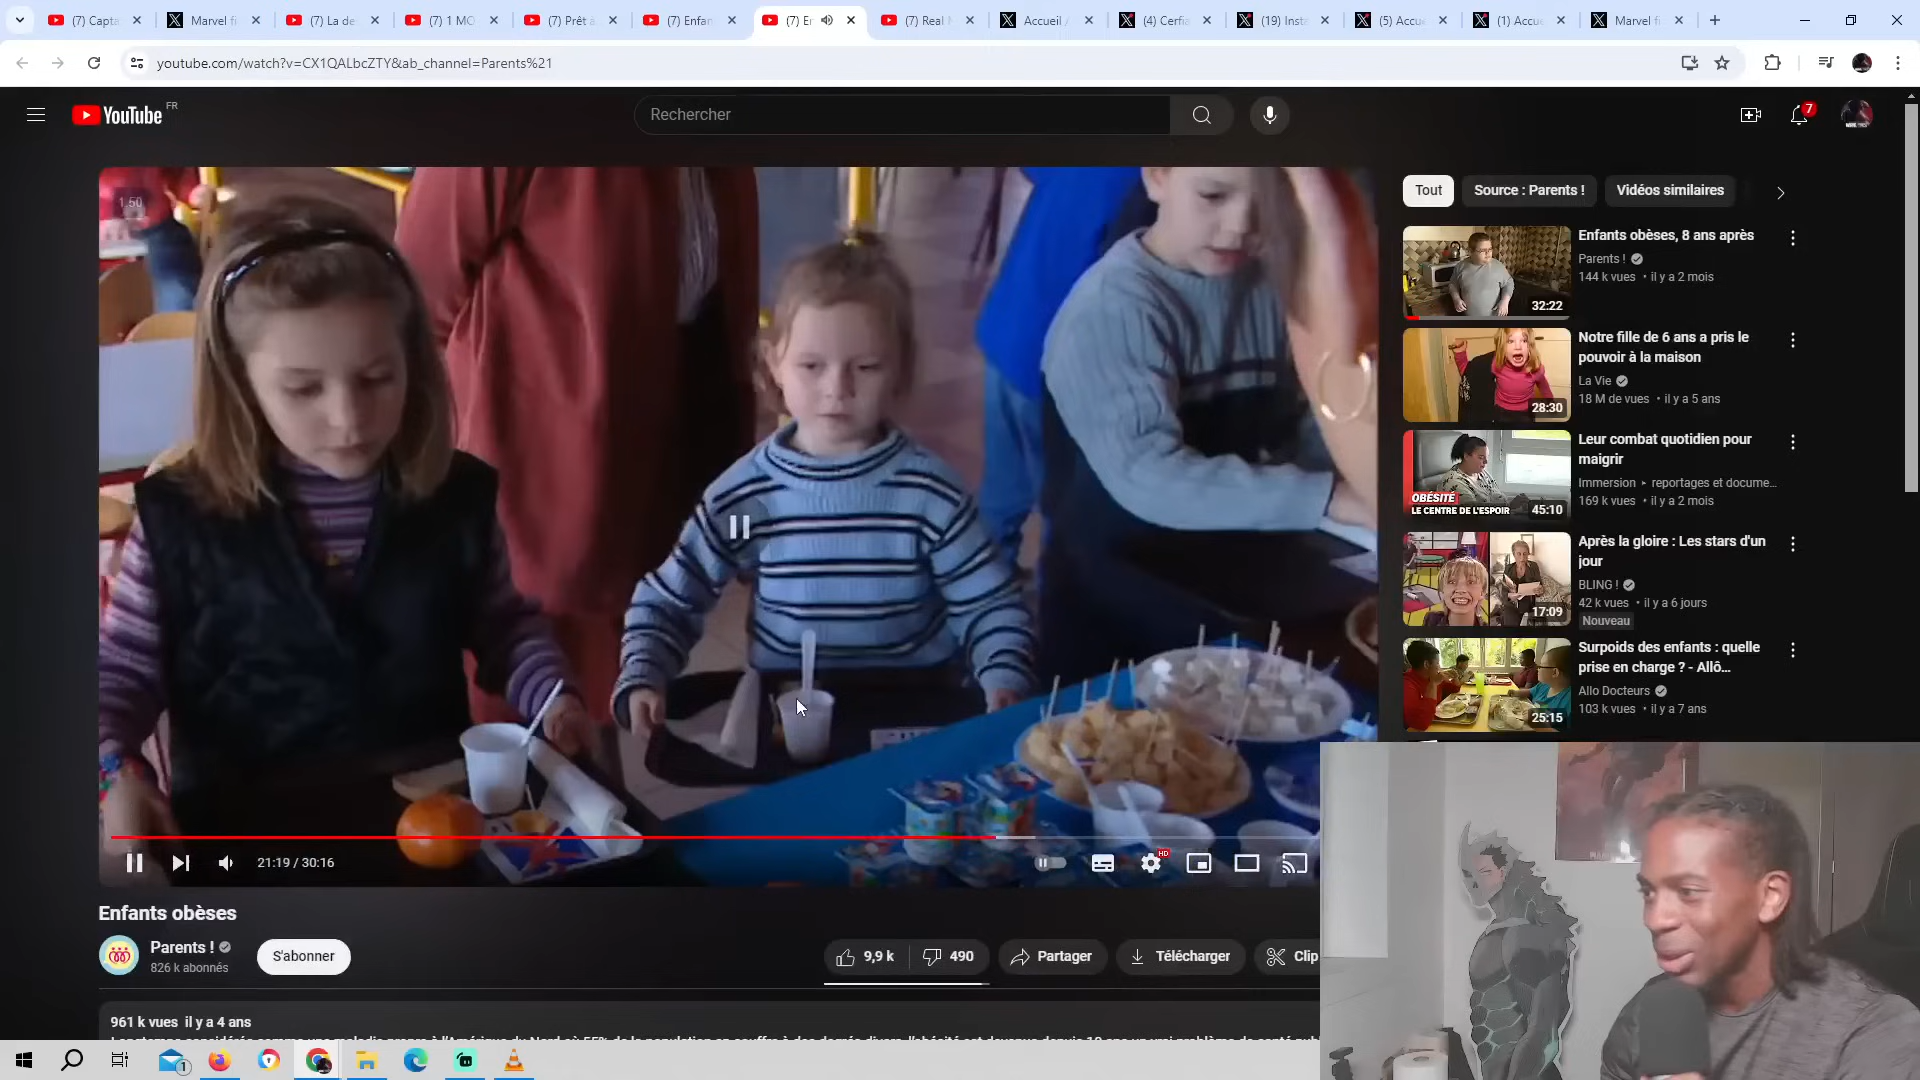 (7) Capta
Marvel fi
(7) La de
(7) 1 MO
(7) Prêt à
(7) Enfan
(7) En
(7) Real
Accueil
(4) Cerfia
(19) Insta
(5) Accue
(1) Accue
Marvel fi
youtube.com/watch?v=CX1QALbcZTY&ab_channel=Parents%21
YouTube FR
Rechercher
7
1.50
Tout
Source : Parents !
Vidéos similaires
Enfants obèses, 8 ans après
Parents !
144 k vues • il y a 2 mois
32:22
Notre fille de 6 ans a pris le
pouvoir à la maison
La Vie
18 M de vues • il y a 5 ans
28:30
Leur combat quotidien pour
maigrir
Immersion ▸ reportages et docume...
169 k vues • il y a 2 mois
OBÉSITÉ
LE CENTRE DE L'ESPOIR
45:10
Après la gloire : Les stars d'un
jour
BLING !
42 k vues • il y a 6 jours
Nouveau
17:09
Surpoids des enfants : quelle
prise en charge ? - Allô...
Allo Docteurs
103 k vues • il y a 7 ans
25:15
21:19 / 30:16
HD
Enfants obèses
Parents !
826 k abonnés
S'abonner
9,9 k
490
Partager
Télécharger
Clip
961 k vues il y a 4 ans
1